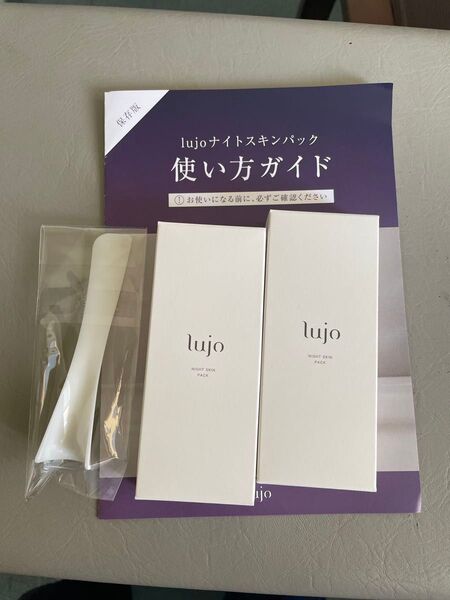 保存版
lujoナイトスキンパック
使い方ガイド
! お使いになる前に、必ずご確認ください
lujo
NIGHT SKIN
PACK
lujo
NIGHT SKIN
PACK
ujo